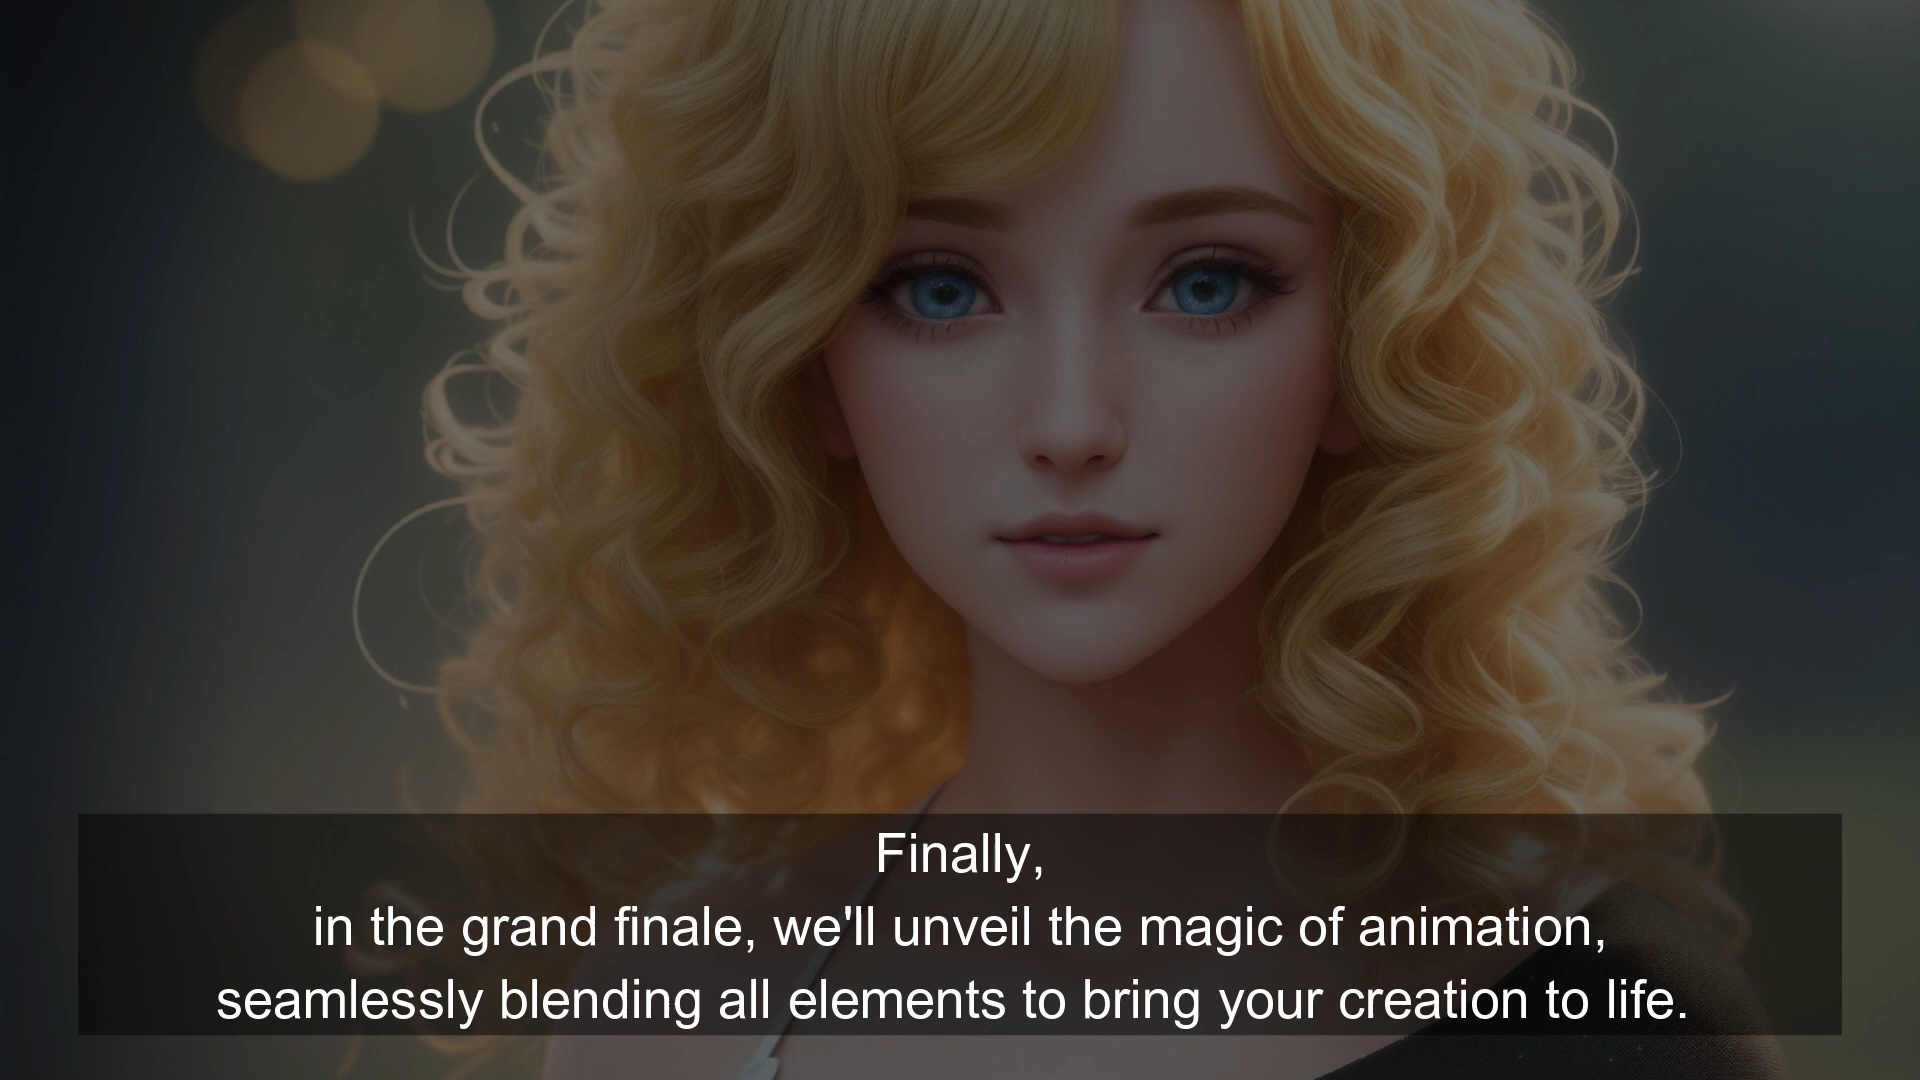 Finally,
in the grand finale, we'll unveil the magic of animation,
seamlessly blending all elements to bring your creation to life.